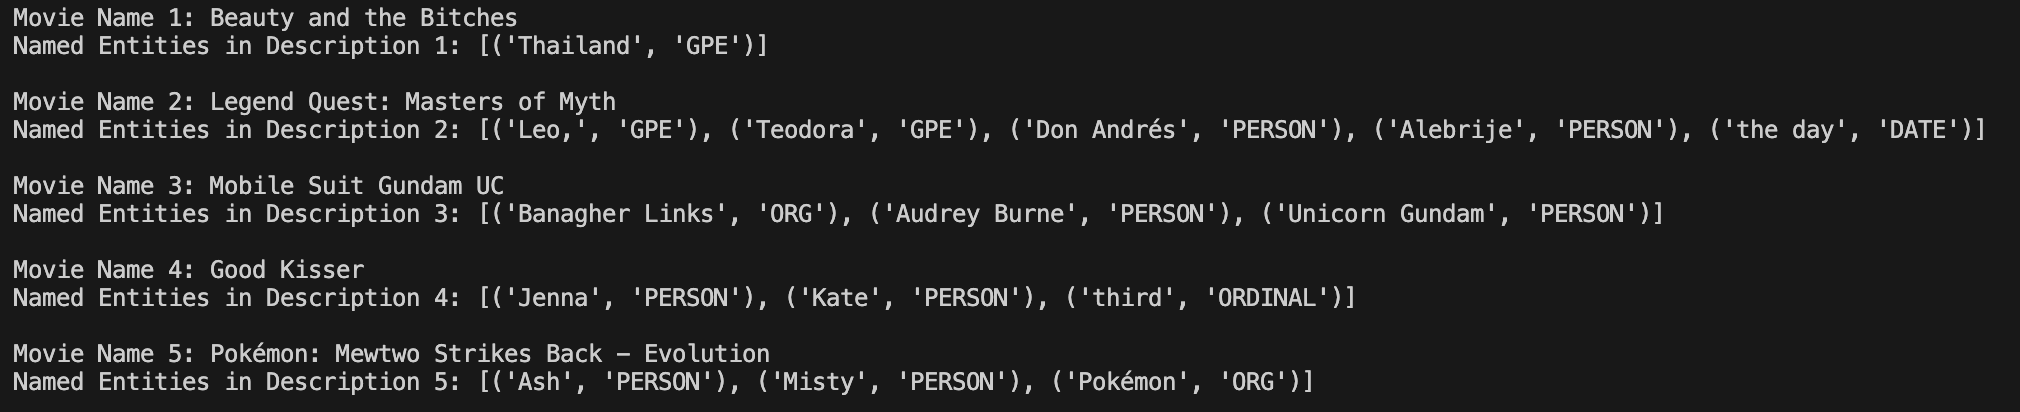 Movie Name 1: Beauty and the Bitches
Named Entities in Description 1: [('Thailand', 'GPE')]
Movie Name 2: Legend Quest: Masters of Myth
Named Entities in Description 2: [('Leo,', 'GPE'), ('Teodora', 'GPE'), ('Don Andrés', 'PERSON'), ('Alebrije', 'PERSON'), ('the day', 'DATE')]
Movie Name 3: Mobile Suit Gundam UC
Named Entities in Description 3: [('Banagher Links', 'ORG'), ('Audrey Burne', 'PERSON'), ('Unicorn Gundam', 'PERSON')]
Movie Name 4: Good Kisser
Named Entities in Description 4: [('Jenna', 'PERSON'), ('Kate', 'PERSON'), ('third', 'ORDINAL')]
Movie Name 5: Pokémon: Mewtwo Strikes Back – Evolution
Named Entities in Description 5: [('Ash', 'PERSON'), ('Misty', 'PERSON'), ('Pokémon', 'ORG')]